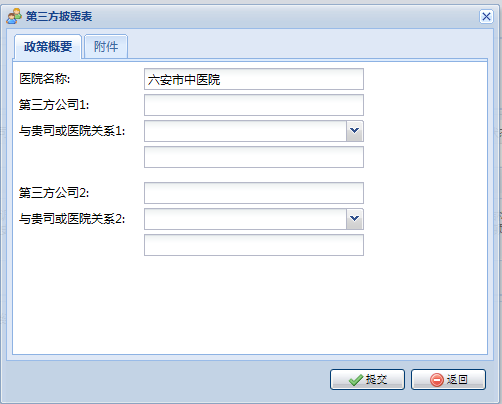 第三方披露表
政策概要 附件
医院名称: 六安市中医院
第三方公司1:
与贵司或医院关系1:
第三方公司2:
与贵司或医院关系2:
提交 返回